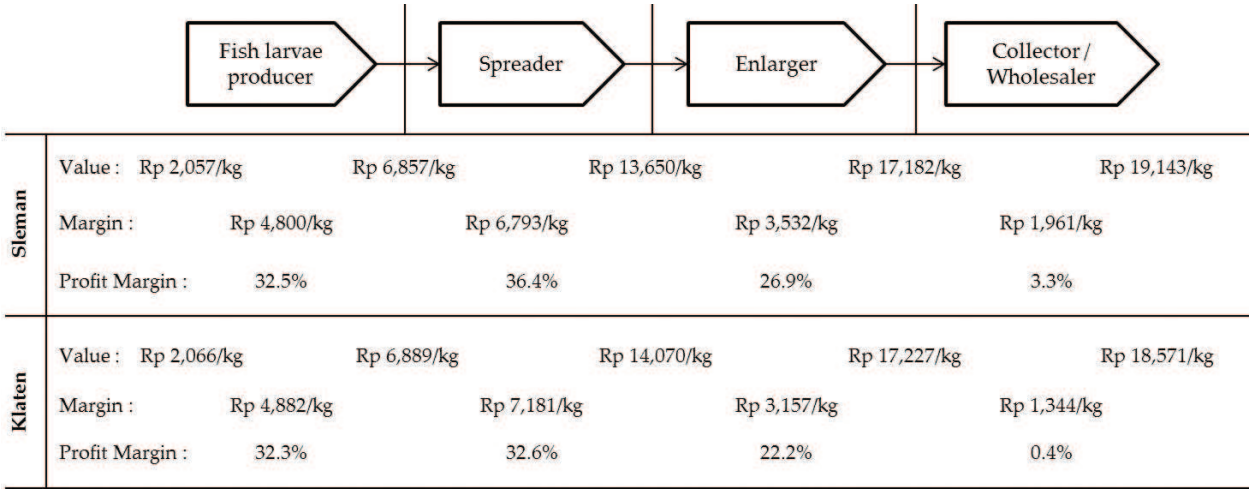 Fish larvae
producer
Spreader
Enlarger
Collector/
Wholesaler
Sleman
Value : Rp 2,057/kg Rp 6,857/kg Rp 13,650/kg Rp 17,182/kg Rp 19,143/kg
Margin : Rp 4,800/kg Rp 6,793/kg Rp 3,532/kg Rp 1,961/kg
Profit Margin : 32.5% 36.4% 26.9% 3.3%
Klaten
Value : Rp 2,066/kg Rp 6,889/kg Rp 14,070/kg Rp 17,227/kg Rp 18,571/kg
Margin : Rp 4,882/kg Rp 7,181/kg Rp 3,157/kg Rp 1,344/kg
Profit Margin : 32.3% 32.6% 22.2% 0.4%